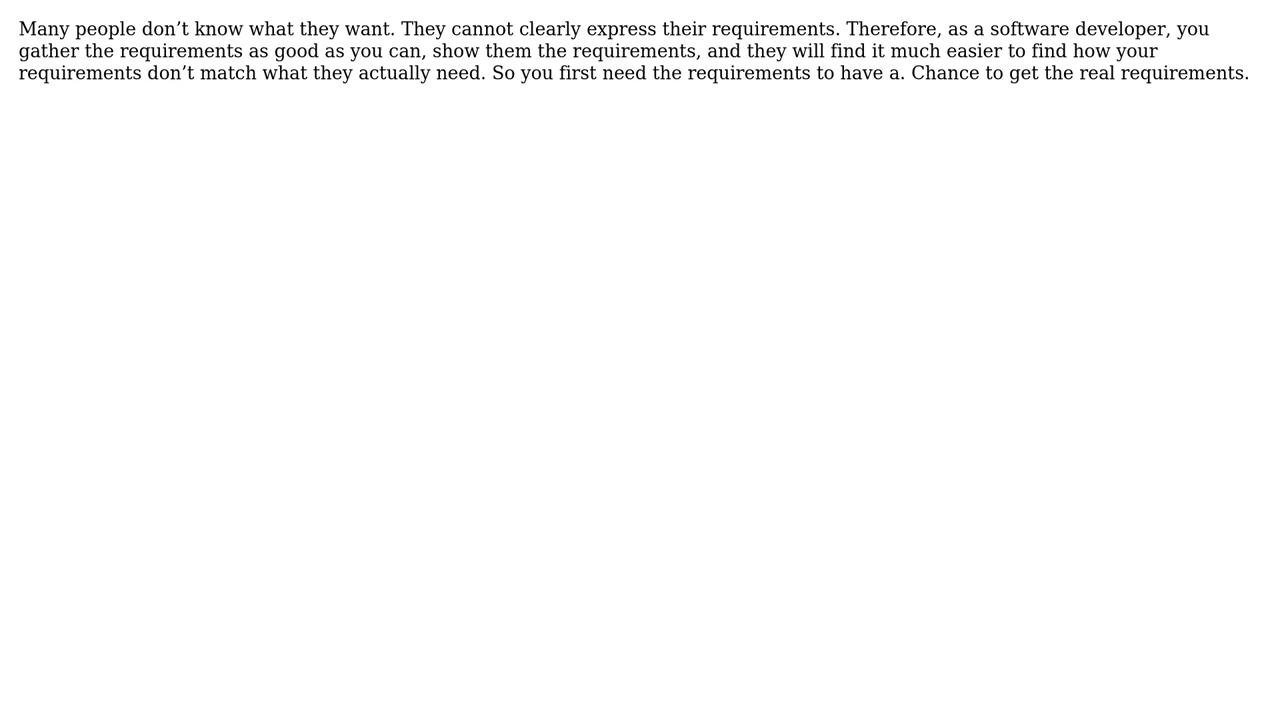 Many people don’t know what they want. They cannot clearly express their requirements. Therefore, as a software developer, you
gather the requirements as good as you can, show them the requirements, and they will find it much easier to find how your
requirements don’t match what they actually need. So you first need the requirements to have a. Chance to get the real requirements.